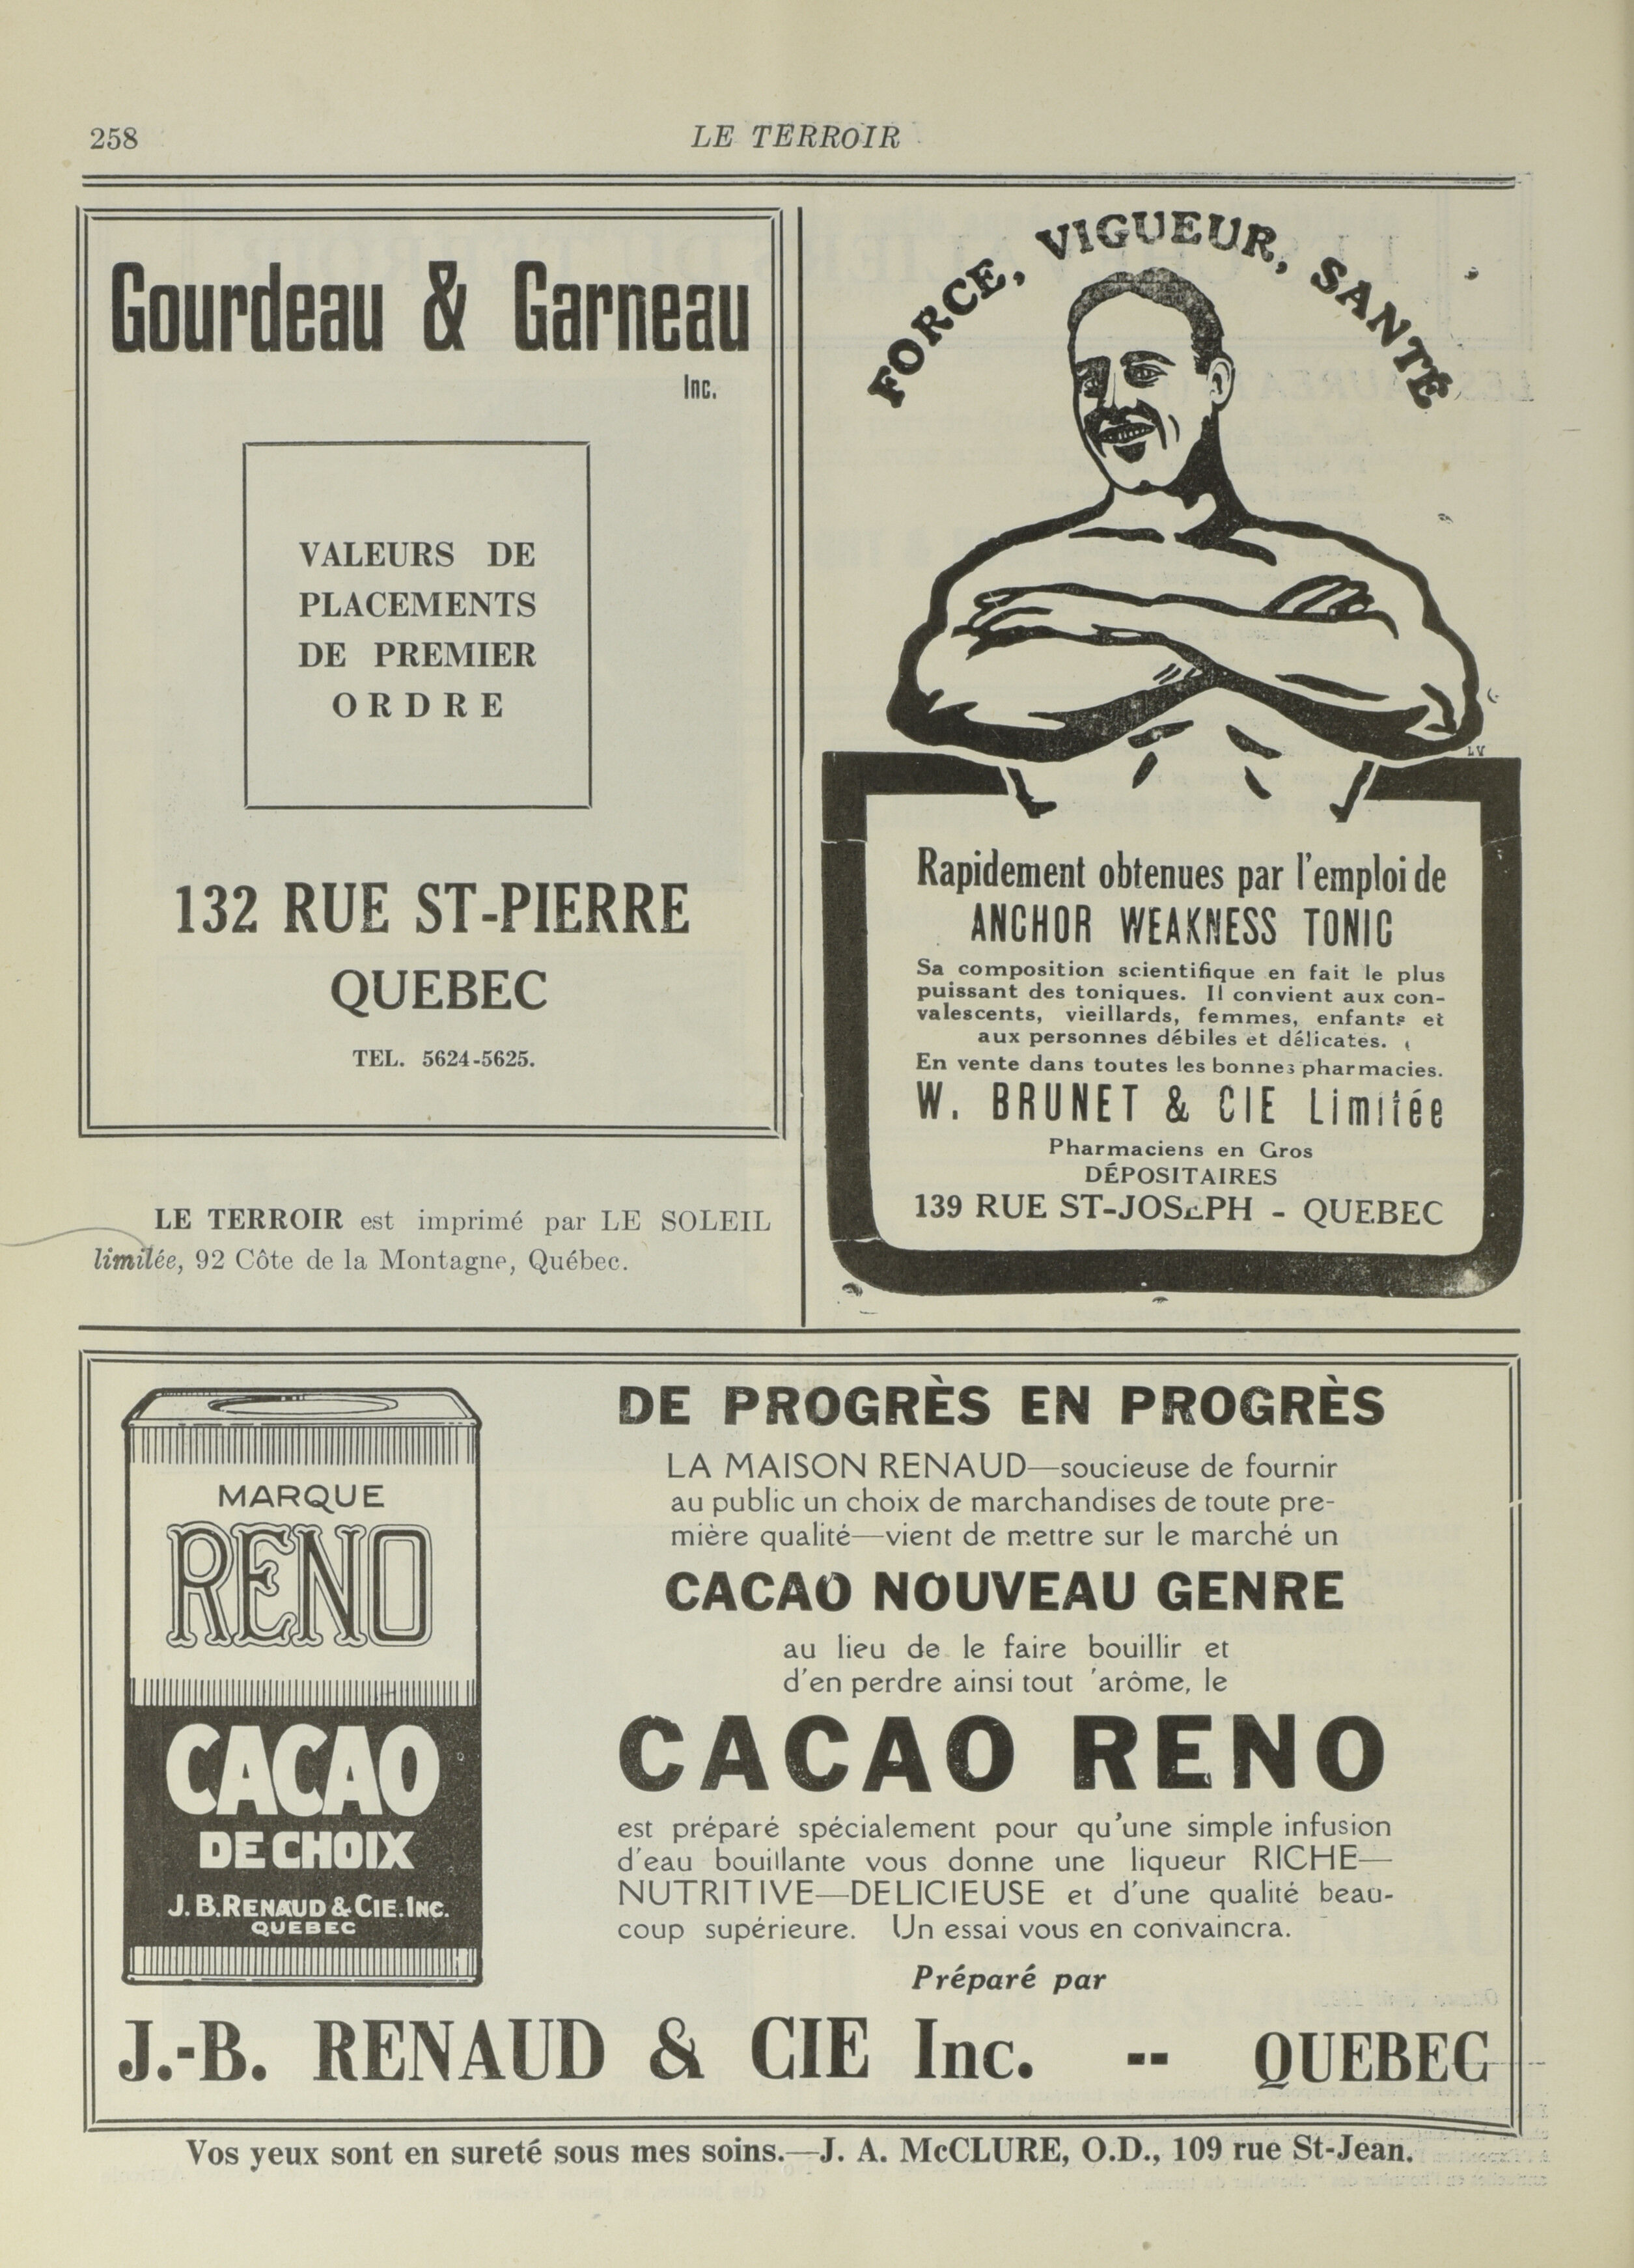 258
LE TERROIR
Gourdeau & Garneau
Inc.
VALEURS DE
PLACEMENTS
DE PREMIER
ORDRE
132 RUE ST-PIERRE
QUEBEC
TEL. 5624-5625.
LE TERROIR est imprimé par LE SOLEIL
limitée, 92 Côte de la Montagne, Québec.
FORCE, VIGUEUR, SANTÉ
LV
Rapidement obtenues par l'emploi de
ANCHOR WEAKNESS TONIC
Sa composition scientifique en fait le plus
puissant des toniques. Il convient aux con-
valescents, vieillards, femmes, enfants et
aux personnes débiles et délicates.
En vente dans toutes les bonnes pharmacies.
W. BRUNET & CIE Limitée
Pharmaciens en Gros
DÉPOSITAIRES
139 RUE ST-JOSEPH - QUEBEC
MARQUE
RENO
CACAO
DE CHOIX
J. B. RENAUD & CIE. INC.
QUEBEC
DE PROGRÈS EN PROGRÈS
LA MAISON RENAUD—soucieuse de fournir
au public un choix de marchandises de toute pre-
mière qualité—vient de mettre sur le marché un
CACAO NOUVEAU GENRE
au lieu de le faire bouillir et
d'en perdre ainsi tout 'arôme, le
CACAO RENO
est préparé spécialement pour qu'une simple infusion
d'eau bouillante vous donne une liqueur RICHE—
NUTRITIVE—DELICIEUSE et d'une qualité beau-
coup supérieure. Un essai vous en convaincra.
Préparé par
J.-B. RENAUD & CIE Inc. -- QUEBEC
Vos yeux sont en sureté sous mes soins.—J. A. McCLURE, O.D., 109 rue St-Jean.